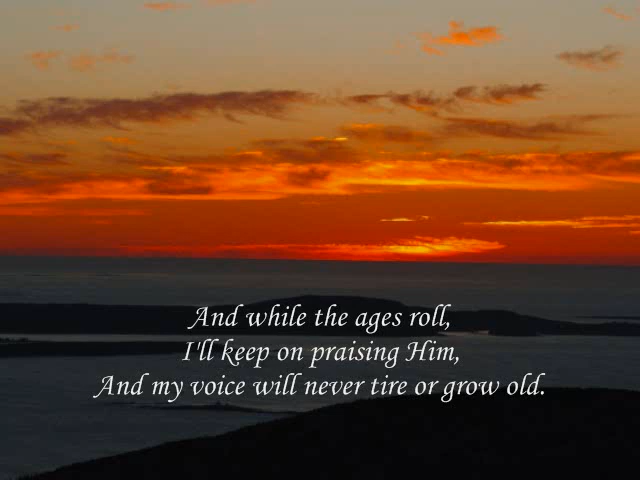 And while the ages roll,
I'll keep on praising Him,
And my voice will never tire or grow old.